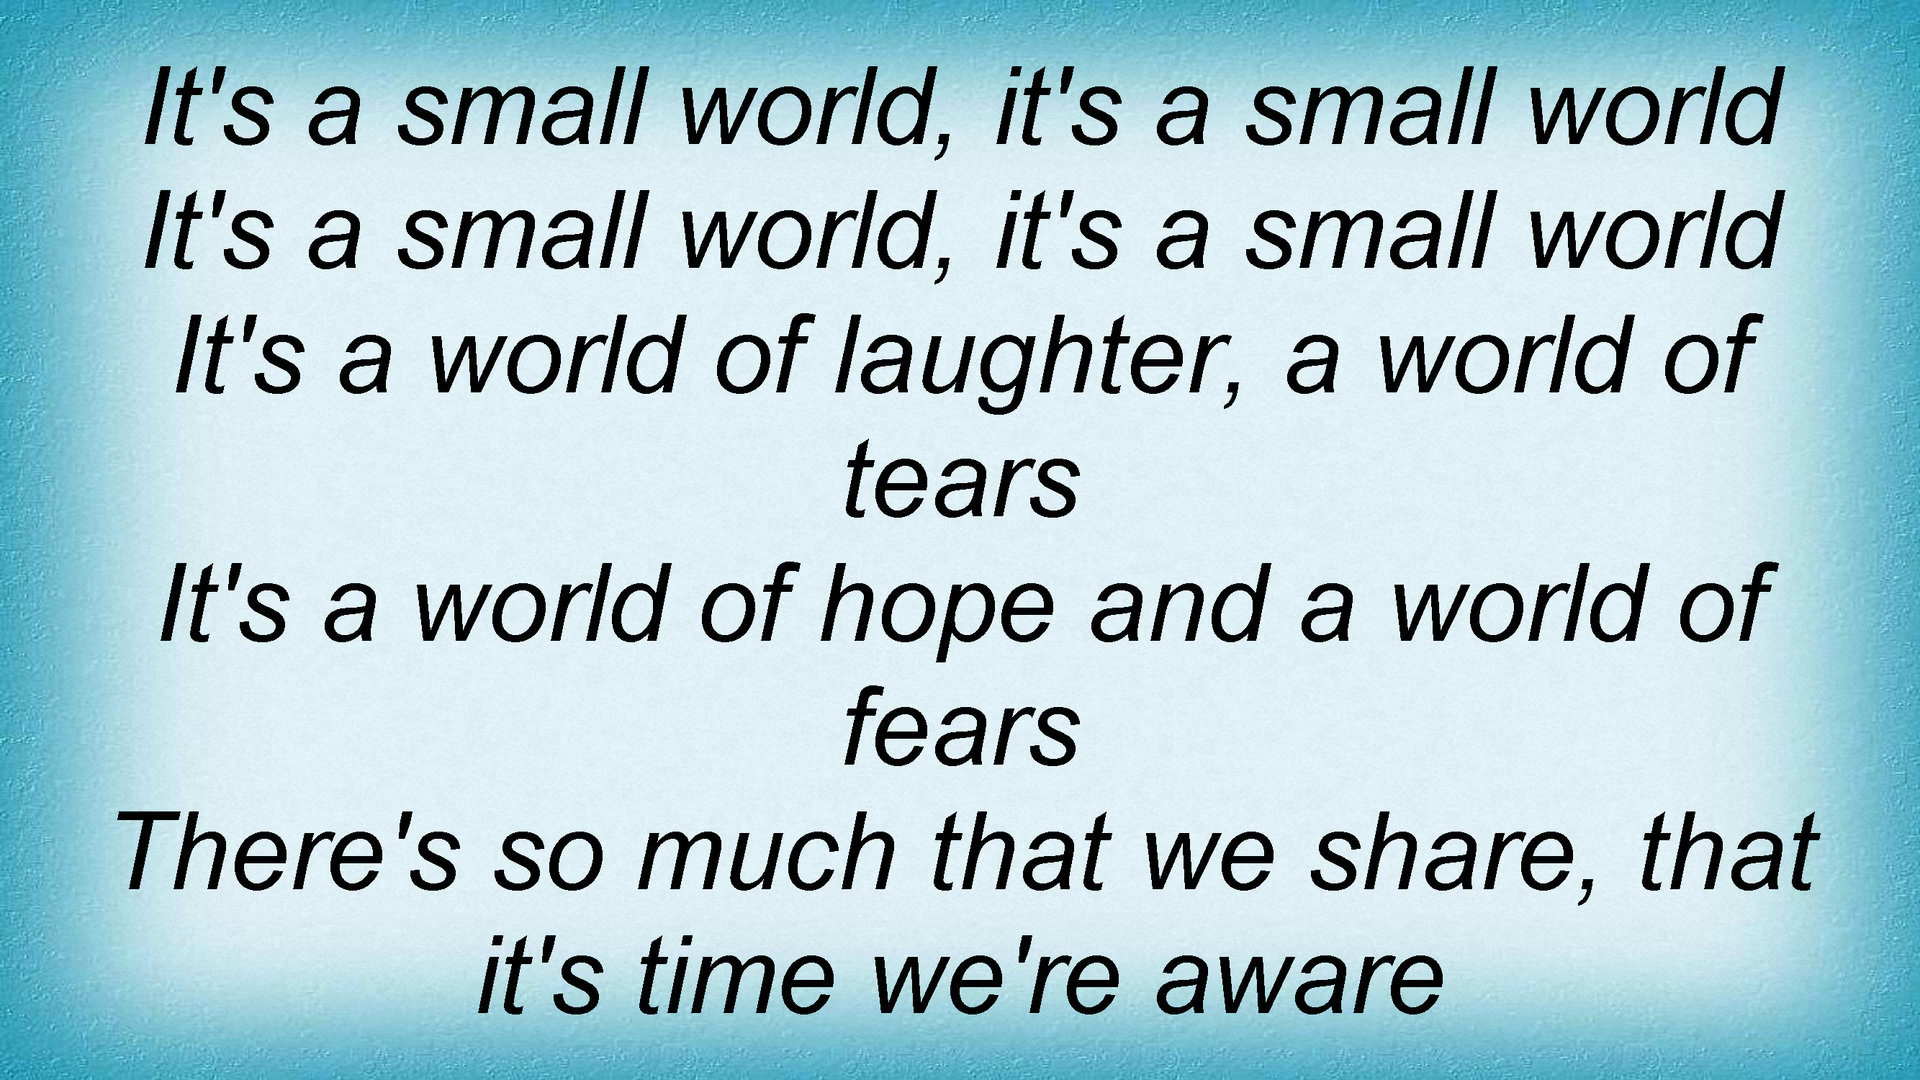 It's a small world, it's a small world
It's a small world, it's a small world
It's a world of laughter, a world of
tears
It's a world of hope and a world of
fears
There's so much that we share, that
it's time we're aware